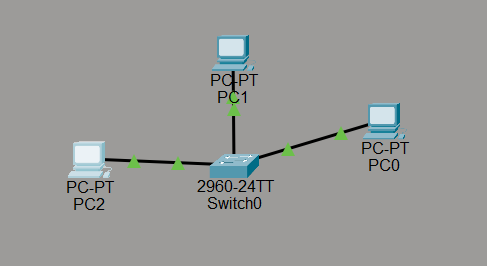 PC-PT
PC1
PC-PT
PC0
2960-24TT
Switch0
PC-PT
PC2